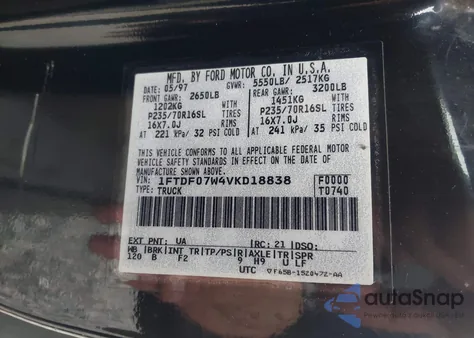 MFD. BY FORD MOTOR CO. IN U.S.A.
DATE: 05/97 GVWR: 5550LB/ 2517KG
FRONT GAWR: 2650LB REAR GAWR: 3200LB
1202KG 1451KG
P235/70R16SL TIRES P235/70R16SL TIRES
16X7.0J RIMS 16X7.0J RIMS
AT 221 kPa/ 32 PSI COLD AT 241 kPa/ 35 PSI COLD
THIS VEHICLE CONFORMS TO ALL APPLICABLE FEDERAL MOTOR
VEHICLE SAFETY STANDARDS IN EFFECT ON THE DATE OF
MANUFACTURE SHOWN ABOVE.
VIN: 1FTDF07W4VKD18838 F0000
TYPE: TRUCK T0740
EXT PNT: UA RC: 21 DSO:
WB BRK INT TR TP/PS R AXLE TR SPR
120 B F2 9 H9 U LF
UTC F65B-1520472-AA
autoSnap